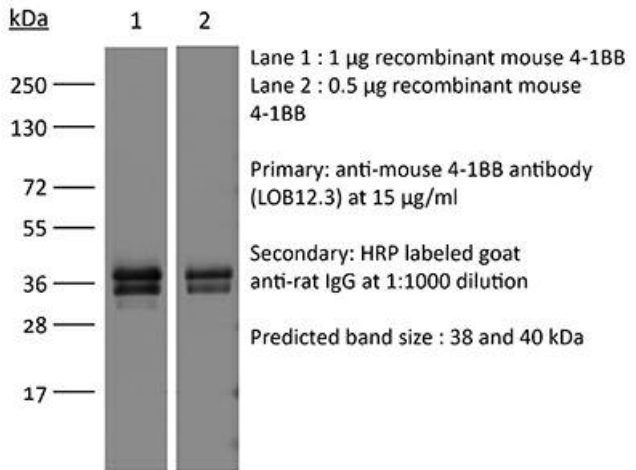 kDa
1 2
250
130
72
55
36
28
17
Lane 1 : 1 µg recombinant mouse 4-1BB
Lane 2 : 0.5 µg recombinant mouse
4-1BB
Primary: anti-mouse 4-1BB antibody
(LOB12.3) at 15 µg/ml
Secondary: HRP labeled goat
anti-rat IgG at 1:1000 dilution
Predicted band size : 38 and 40 kDa